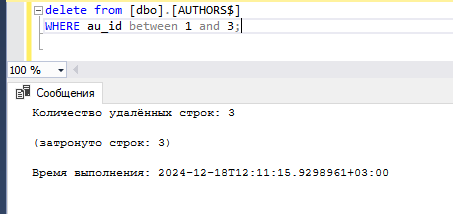 delete from [dbo].[AUTHORS$]
WHERE au_id between 1 and 3;
100 %
Сообщения
Количество удалённых строк: 3
(затронуто строк: 3)
Время выполнения: 2024-12-18T12:11:15.9298961+03:00